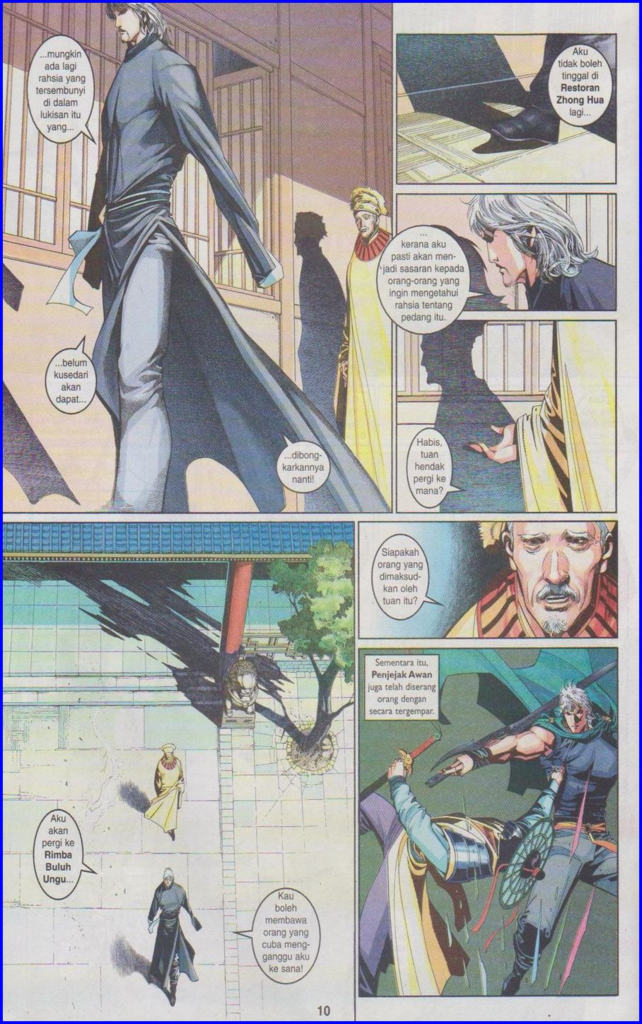 ...mungkin
ada lagi
rahsia yang
tersembunyi
di dalam
lukisan itu
yang...
...belum
kusedari
akan
dapat...
...dibong-
karkannya
nanti!
Aku
tidak boleh
tinggal di
Restoran
Zhong Hua
lagi...
...
kerana aku
pasti akan men-
jadi sasaran kepada
orang-orang yang
ingin mengetahui
rahsia tentang
pedang itu.
Habis,
tuan
hendak
pergi ke
mana?
Aku
akan
pergi ke
Rimba
Buluh
Ungu...
Kau
boleh
membawa
orang yang
cuba meng-
ganggu aku
ke sana!
Siapakah
orang yang
dimaksud-
kan oleh
tuan itu?
Sementara itu,
Penjejak Awan
juga telah diserang
orang dengan
secara tergempar.
10